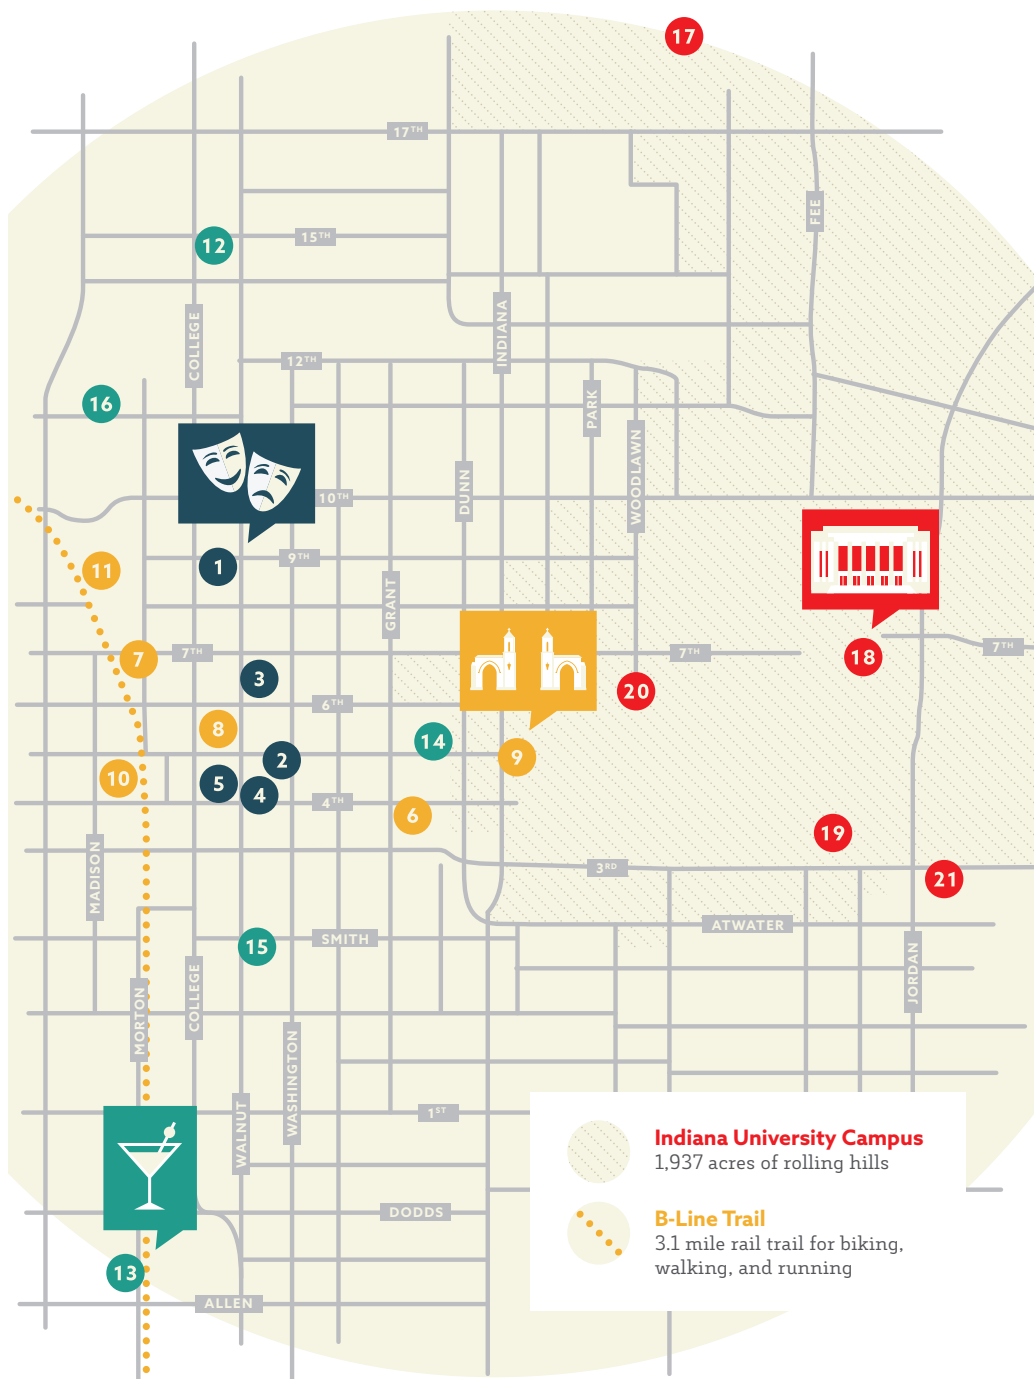 17
17TH
FEE
12
15TH
COLLEGE
INDIANA
12TH
16
PARK
WOODLAWN
DUNN
10TH
1
9TH
11
GRANT
7TH
7
3
7TH
18
7TH
20
6TH
8
14
2
9
10
5
4
4TH
6
19
MADISON
3RD
21
ATWATER
SMITH
15
COLLEGE
JORDAN
MORTON
WASHINGTON
WALNUT
1ST
Indiana University Campus
1,937 acres of rolling hills
DODDS
B-Line Trail
3.1 mile rail trail for biking,
walking, and running
13
ALLEN